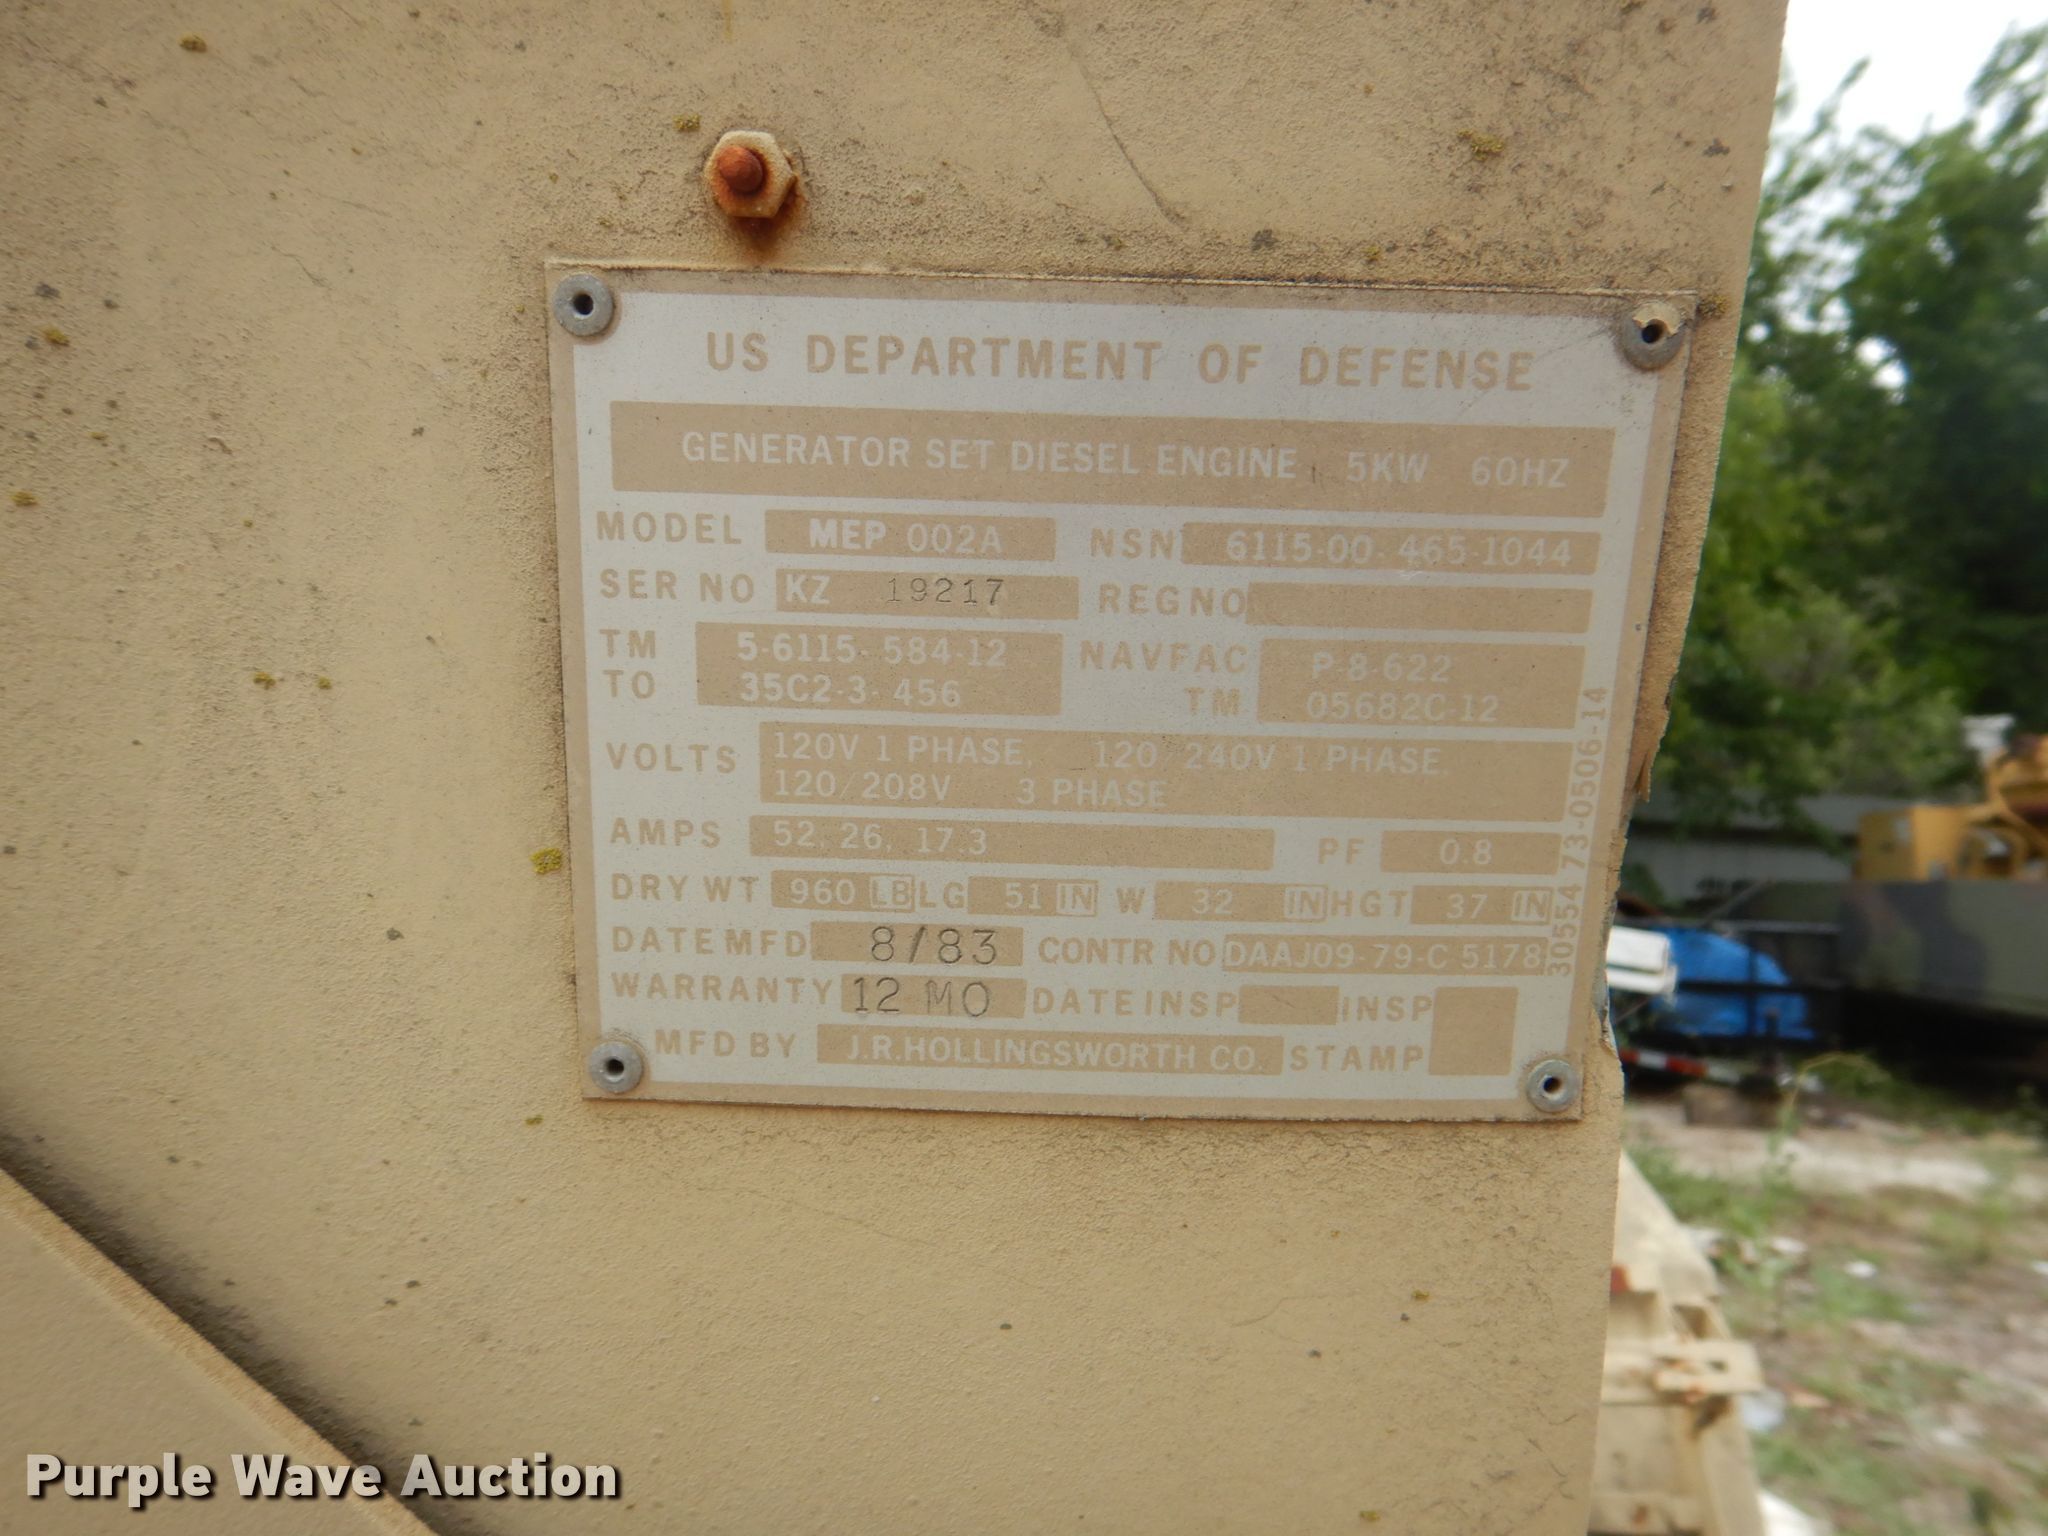 US DEPARTMENT OF DEFENSE
GENERATOR SET DIESEL ENGINE 5KW 60HZ
MODEL MEP 002A NSN 6115-00-465-1044
SER NO KZ 19217 REG NO
TM 5-6115-584-12 NAVFAC P-8-622
TO 35C2-3-456 TM 05682C-12
VOLTS 120V 1 PHASE, 120/240V 1 PHASE,
120/208V 3 PHASE
AMPS 52, 26, 17.3 PF 0.8
DRY WT 960 LB LG 51 IN W 32 IN HGT 37 IN
DATE MFD 8/83 CONTR NO DAAJ09-79-C 5178
WARRANTY 12 MO DATE INSP INSP
MFD BY J.R.HOLLINGSWORTH CO. STAMP
30554 73-0506-14
Purple Wave Auction